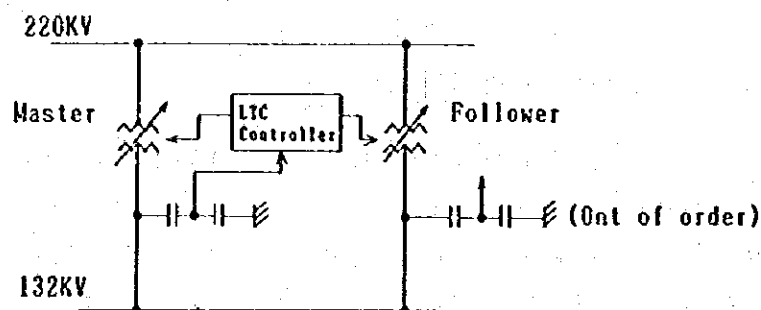 220KV
Master
LTC
Controller
Follower
(Ont of order)
132KV